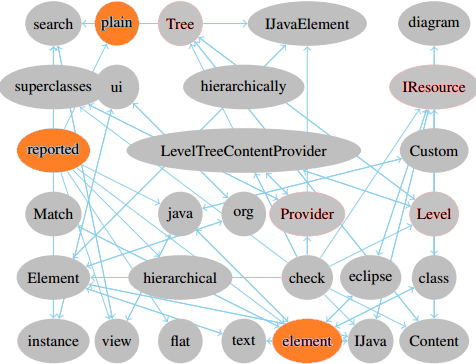 search plain Tree IJavaElement diagram
superclasses ui hierarchically IResource
reported LevelTreeContentProvider Custom
Match java org Provider Level
Element hierarchical check eclipse class
instance view flat text element IJava Content